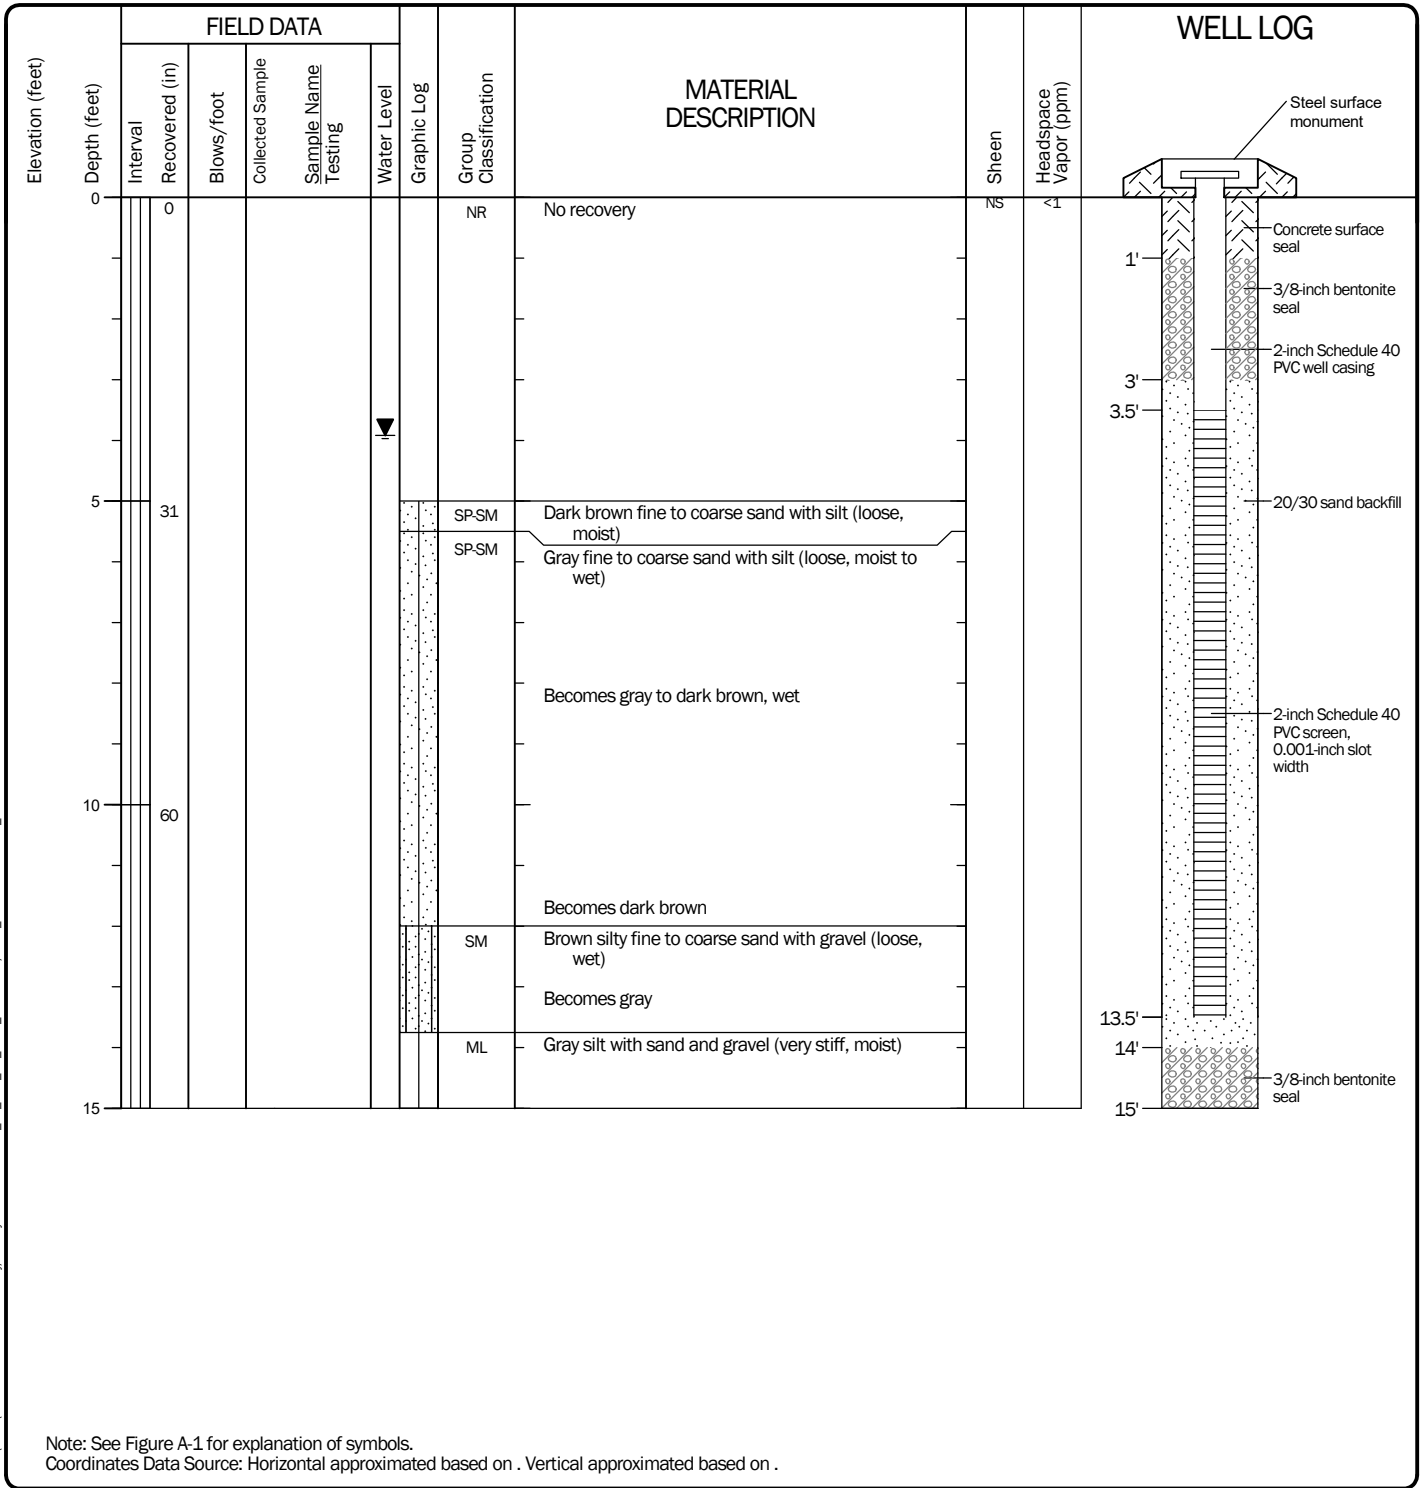 FIELD DATA
WELL LOG
Elevation (feet)
Depth (feet)
Interval
Recovered (in)
Blows/foot
Collected Sample
Sample Name
Testing
Water Level
Graphic Log
Group
Classification
MATERIAL
DESCRIPTION
Sheen
Headspace
Vapor (ppm)
Steel surface
monument
0
0
NR
No recovery
NS
<1
Concrete surface
seal
1'
3/8-inch bentonite
seal
2-inch Schedule 40
PVC well casing
3'
3.5'
5
31
SP-SM
Dark brown fine to coarse sand with silt (loose,
moist)
20/30 sand backfill
SP-SM
Gray fine to coarse sand with silt (loose, moist to
wet)
Becomes gray to dark brown, wet
2-inch Schedule 40
PVC screen,
0.001-inch slot
width
10
60
Becomes dark brown
SM
Brown silty fine to coarse sand with gravel (loose,
wet)
Becomes gray
13.5'
ML
Gray silt with sand and gravel (very stiff, moist)
14'
3/8-inch bentonite
seal
15
15'
Note: See Figure A-1 for explanation of symbols.
Coordinates Data Source: Horizontal approximated based on . Vertical approximated based on .